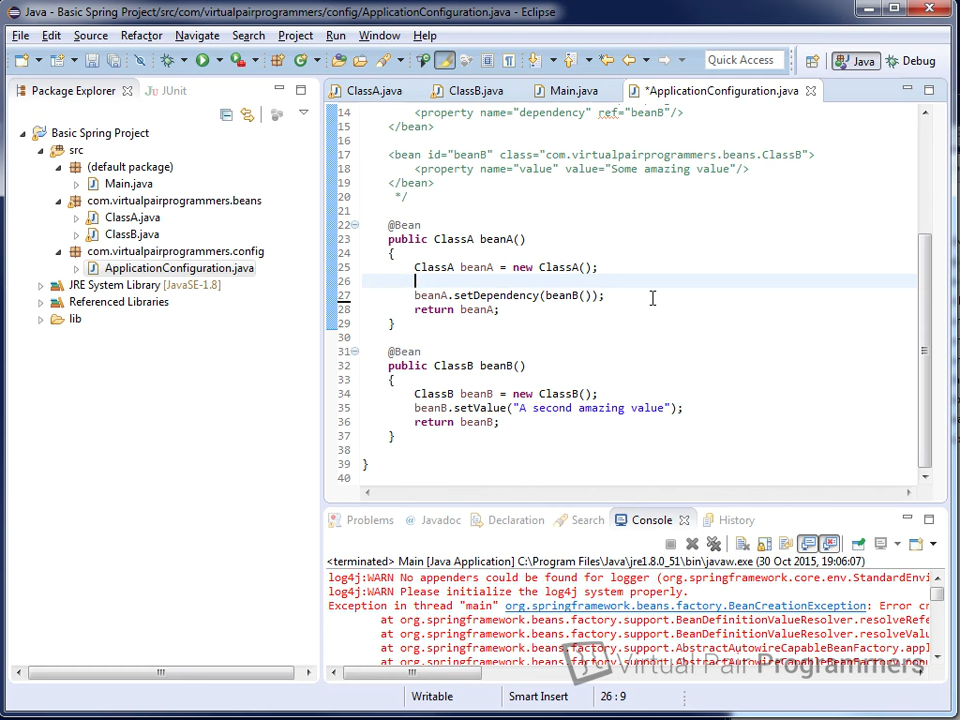 Java - Basic Spring Project/src/com/virtualpairprogrammers/config/ApplicationConfiguration.java - Eclipse
File Edit Source Refactor Navigate Search Project Run Window Help
Quick Access Java Debug
Package Explorer JUnit
Basic Spring Project
src
(default package)
Main.java
com.virtualpairprogrammers.beans
ClassA.java
ClassB.java
com.virtualpairprogrammers.config
ApplicationConfiguration.java
JRE System Library [JavaSE-1.8]
Referenced Libraries
lib
ClassA.java ClassB.java Main.java *ApplicationConfiguration.java
14 <property name="dependency" ref="beanB"/>
15 </bean>
16
17 <bean id="beanB" class="com.virtualpairprogrammers.beans.ClassB">
18 <property name="value" value="Some amazing value"/>
19 </bean>
20 */
21
22 @Bean
23 public ClassA beanA()
24 {
25 ClassA beanA = new ClassA();
26
27 beanA.setDependency(beanB());
28 return beanA;
29 }
30
31 @Bean
32 public ClassB beanB()
33 {
34 ClassB beanB = new ClassB();
35 beanB.setValue("A second amazing value");
36 return beanB;
37 }
38
39 }
40
Problems Javadoc Declaration Search Console History
<terminated> Main [Java Application] C:\Program Files\Java\jre1.8.0_51\bin\javaw.exe (30 Oct 2015, 19:06:07)
log4j:WARN No appenders could be found for logger (org.springframework.core.env.StandardEnvi
log4j:WARN Please initialize the log4j system properly.
Exception in thread "main" org.springframework.beans.factory.BeanCreationException: Error cr
at org.springframework.beans.factory.support.BeanDefinitionValueResolver.resolveRefe
at org.springframework.beans.factory.support.BeanDefinitionValueResolver.resolveValu
at org.springframework.beans.factory.support.AbstractAutowireCapableBeanFactory.appl
at org.springframework.beans.factory.support.AbstractAutowireCapableBeanFactory.popu
Virtual Pair Programmers
Writable Smart Insert 26 : 9